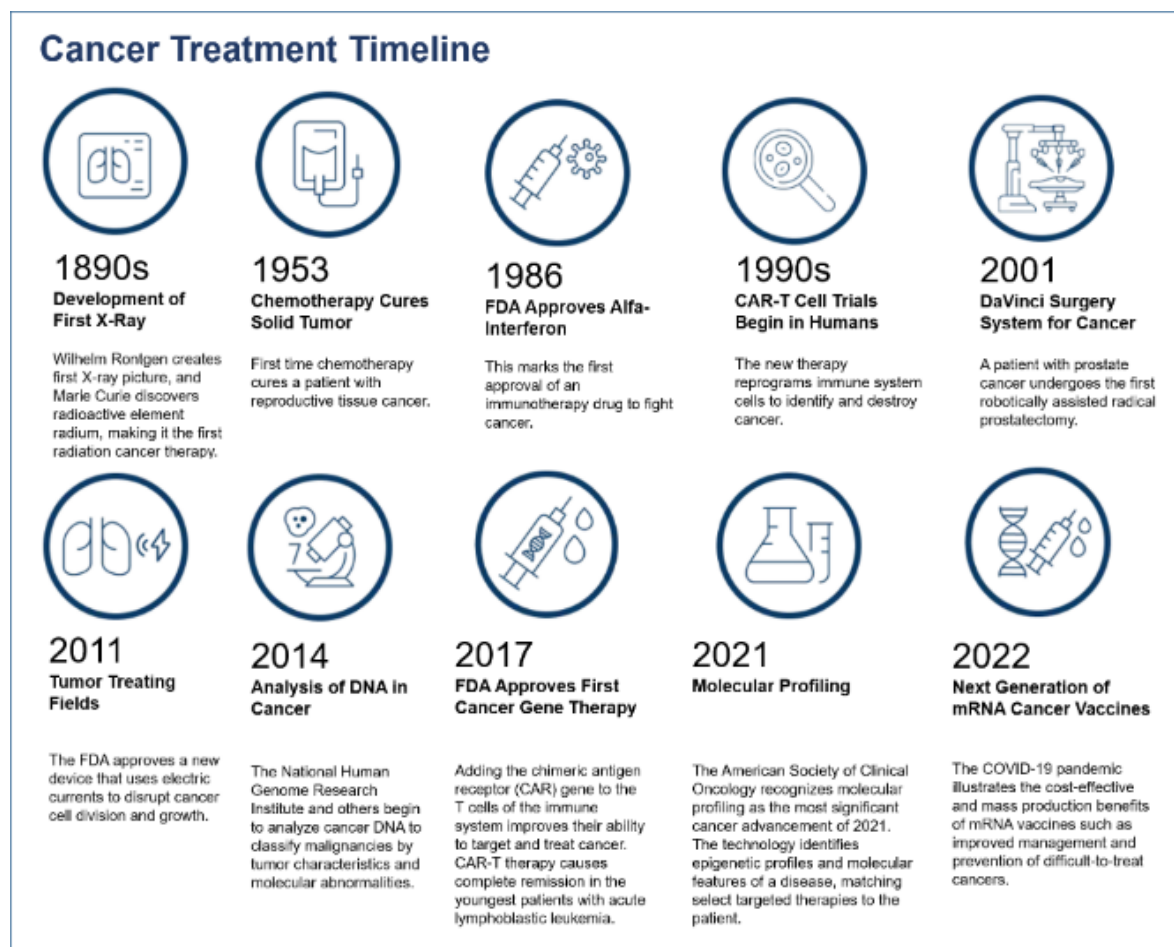 Cancer Treatment Timeline
1890s
Development of
First X-Ray
Wilhelm Rontgen creates
first X-ray picture, and
Marie Curie discovers
radioactive element
radium, making it the first
radiation cancer therapy.
1953
Chemotherapy Cures
Solid Tumor
First time chemotherapy
cures a patient with
reproductive tissue cancer.
1986
FDA Approves Alfa-
Interferon
This marks the first
approval of an
immunotherapy drug to fight
cancer.
1990s
CAR-T Cell Trials
Begin in Humans
The new therapy
reprograms immune system
cells to identify and destroy
cancer.
2001
DaVinci Surgery
System for Cancer
A patient with prostate
cancer undergoes the first
robotically assisted radical
prostatectomy.
2011
Tumor Treating
Fields
The FDA approves a new
device that uses electric
currents to disrupt cancer
cell division and growth.
2014
Analysis of DNA in
Cancer
The National Human
Genome Research
Institute and others begin
to analyze cancer DNA to
classify malignancies by
tumor characteristics and
molecular abnormalities.
2017
FDA Approves First
Cancer Gene Therapy
Adding the chimeric antigen
receptor (CAR) gene to the
T cells of the immune
system improves their ability
to target and treat cancer.
CAR-T therapy causes
complete remission in the
youngest patients with acute
lymphoblastic leukemia.
2021
Molecular Profiling
The American Society of Clinical
Oncology recognizes molecular
profiling as the most significant
cancer advancement of 2021.
The technology identifies
epigenetic profiles and molecular
features of a disease, matching
select targeted therapies to the
patient.
2022
Next Generation of
mRNA Cancer Vaccines
The COVID-19 pandemic
illustrates the cost-effective
and mass production benefits
of mRNA vaccines such as
improved management and
prevention of difficult-to-treat
cancers.